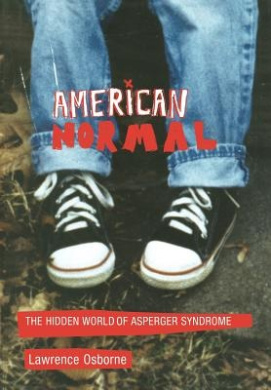 AMERICAN
NORMAL
THE HIDDEN WORLD OF ASPERGER SYNDROME
Lawrence Osborne